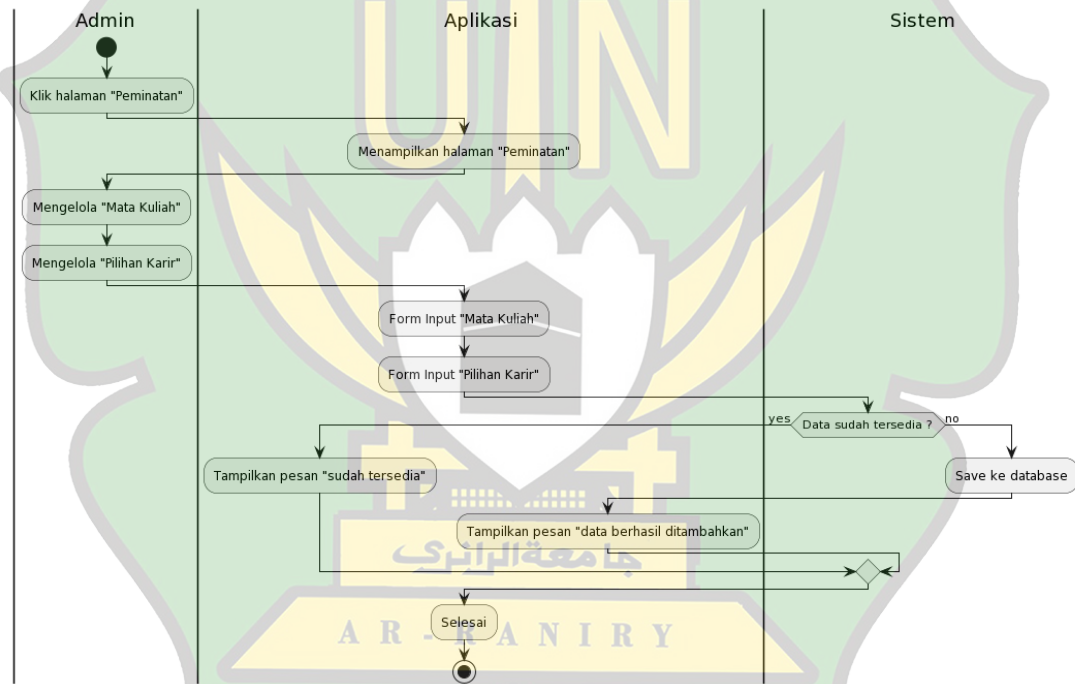 Admin
Aplikasi
Sistem
UIN
Klik halaman "Peminatan"
Menampilkan halaman "Peminatan"
Mengelola "Mata Kuliah"
Mengelola "Pilihan Karir"
Form Input "Mata Kuliah"
Form Input "Pilihan Karir"
yes
Data sudah tersedia ?
no
Tampilkan pesan "sudah tersedia"
Save ke database
Tampilkan pesan "data berhasil ditambahkan"
جامعة الرانري
Selesai
AR-RANIRY